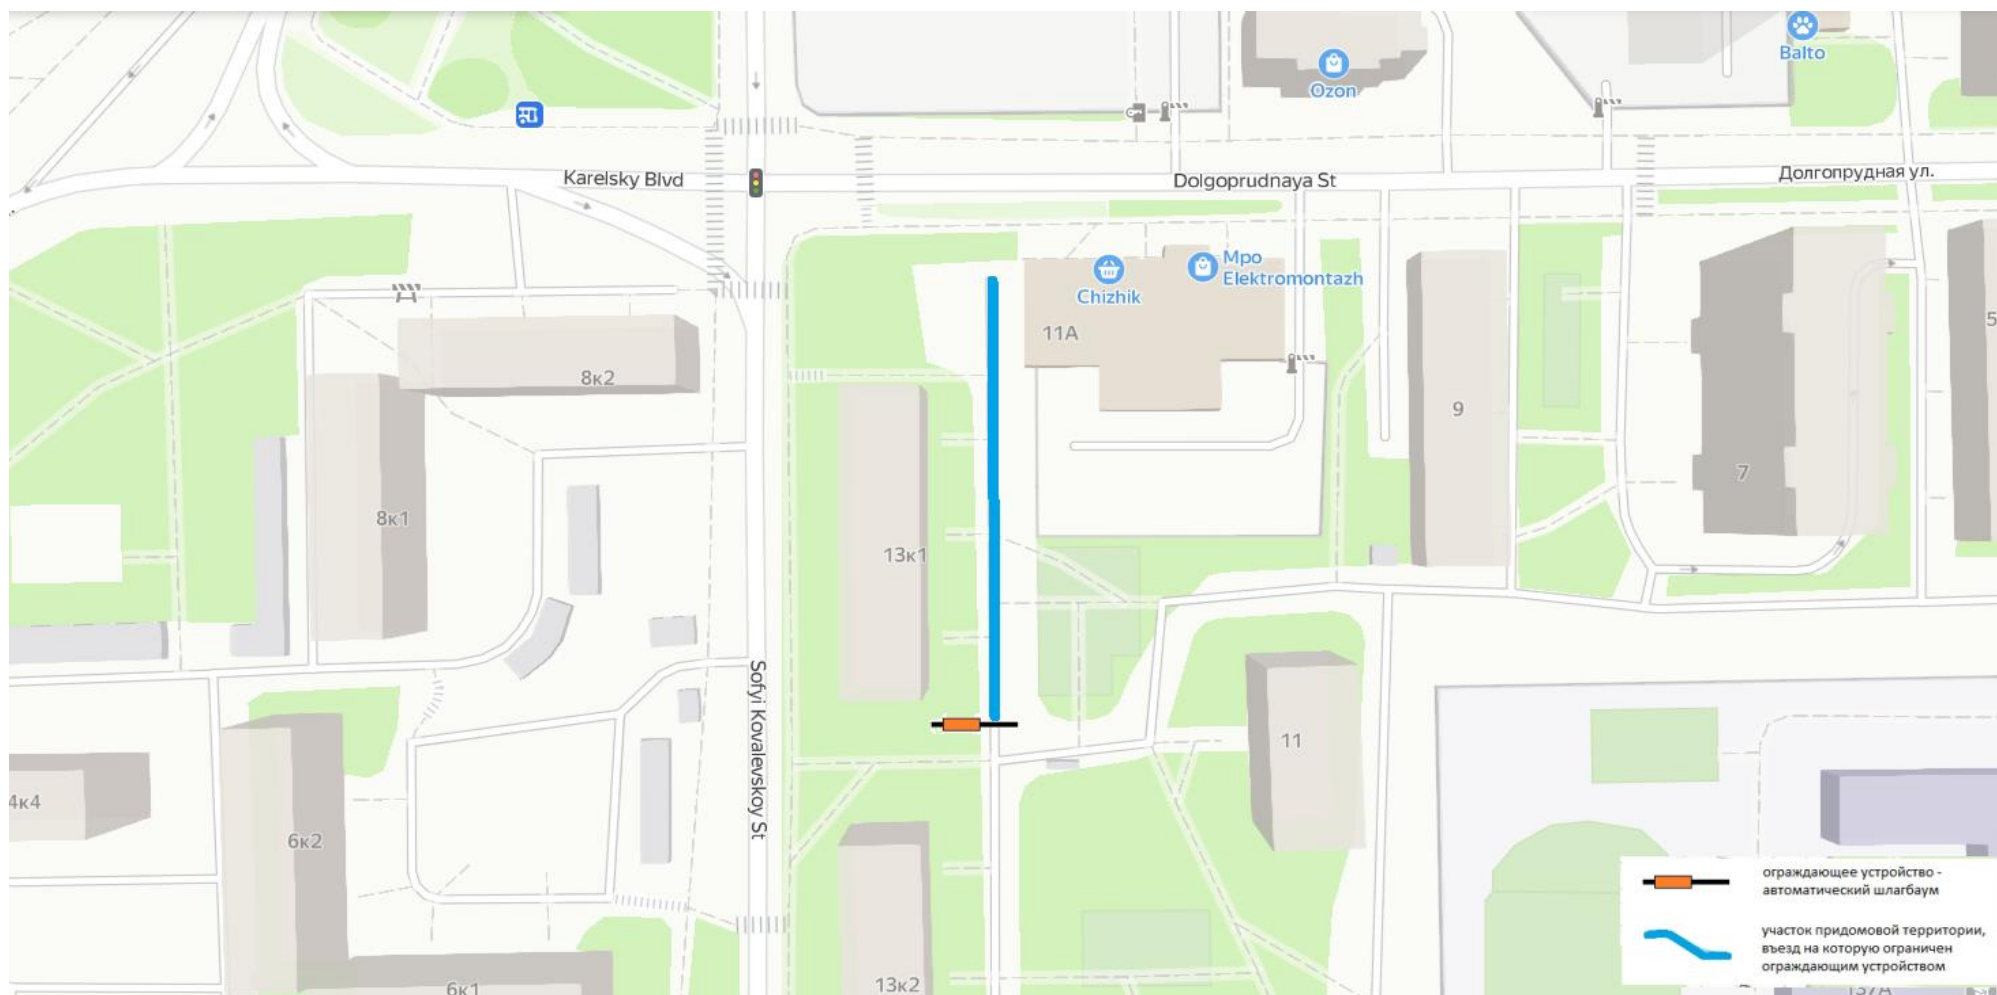 Balto
Ozon
Karelsky Blvd
Dolgoprudnaya St
Долгопрудная ул.
Mpo
Elektromontazh
Chizhik
11А
5
8к2
9
7
8к1
13к1
Sofyi Kovalevskoy St
11
4к4
6к2
ограждающее устройство -
автоматический шлагбаум
участок придомовой территории,
въезд на которую ограничен
ограждающим устройством
13к2
6к1
137А